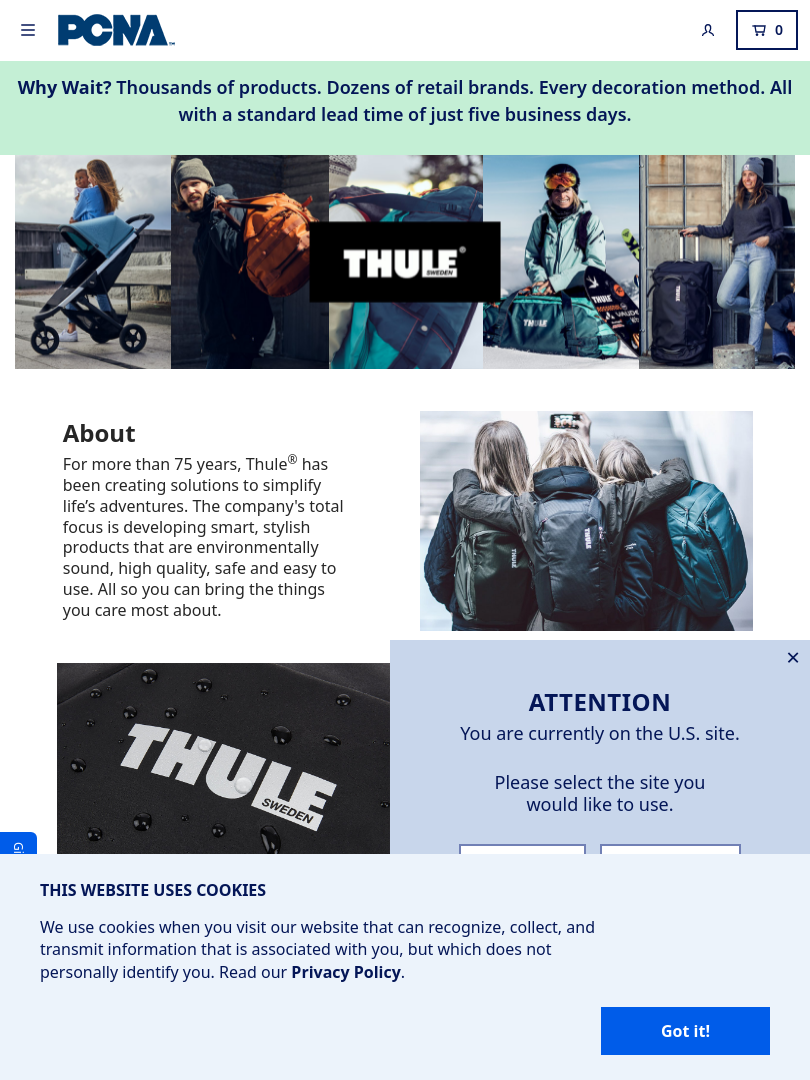 PCNA
0
Why Wait? Thousands of products. Dozens of retail brands. Every decoration method. All
with a standard lead time of just five business days.
THULE®
SWEDEN
THULE
THULE
THULE
About
For more than 75 years, Thule® has
been creating solutions to simplify
life’s adventures. The company's total
focus is developing smart, stylish
products that are environmentally
sound, high quality, safe and easy to
use. All so you can bring the things
you care most about.
THULE
THULE
THULE
SWEDEN
ATTENTION
You are currently on the U.S. site.
Please select the site you
would like to use.
THIS WEBSITE USES COOKIES
We use cookies when you visit our website that can recognize, collect, and
transmit information that is associated with you, but which does not
personally identify you. Read our Privacy Policy.
Got it!